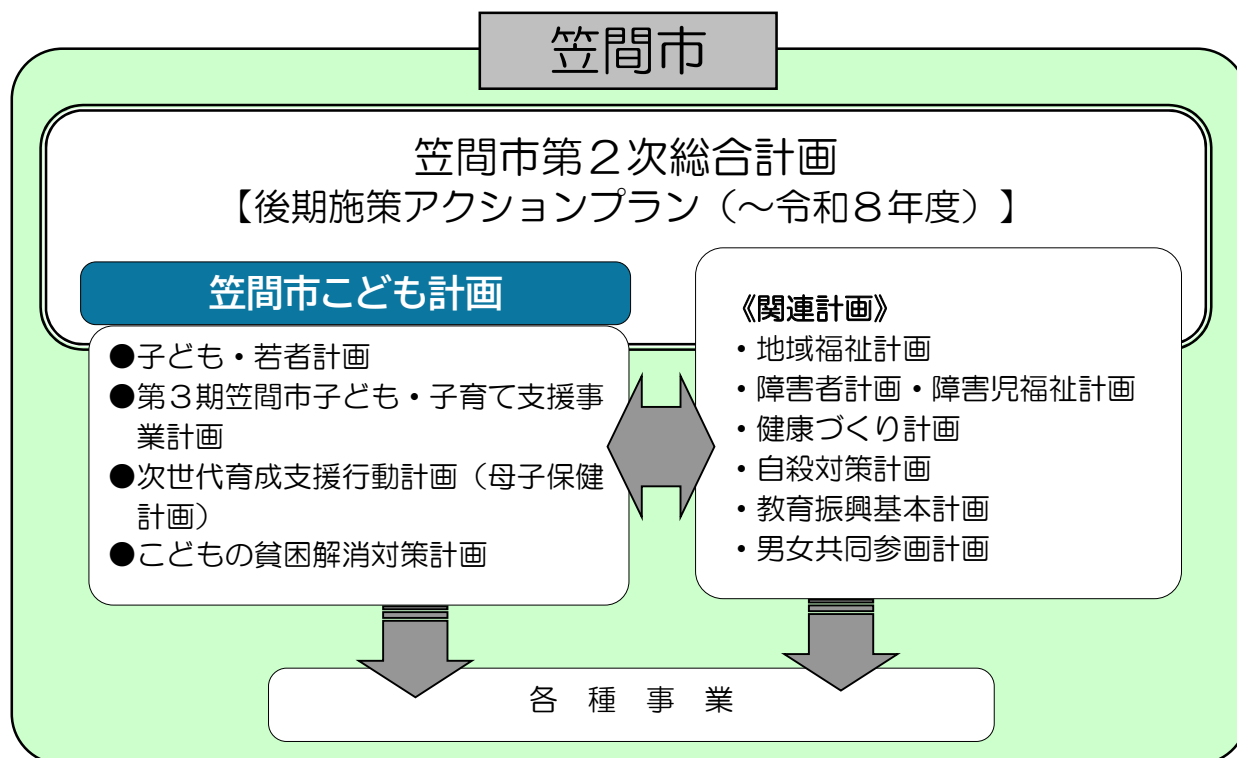 笠間市
笠間市第２次総合計画
【後期施策アクションプラン（～令和８年度）】
笠間市こども計画
●子ども・若者計画
●第３期笠間市子ども・子育て支援事
業計画
●次世代育成支援行動計画（母子保健
計画）
●こどもの貧困解消対策計画
《関連計画》
・地域福祉計画
・障害者計画・障害児福祉計画
・健康づくり計画
・自殺対策計画
・教育振興基本計画
・男女共同参画計画
各　種　事　業